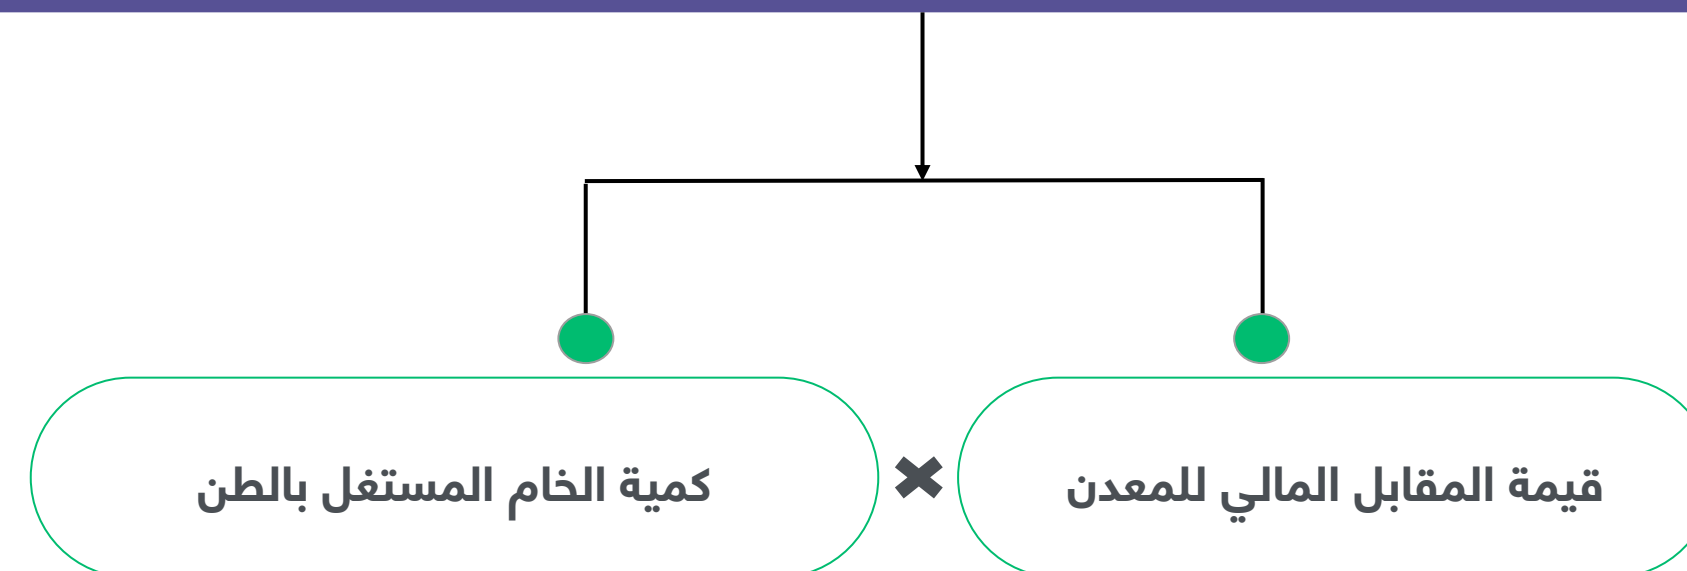 قيمة المقابل المالي للمعدن
✖
كمية الخام المستغل بالطن